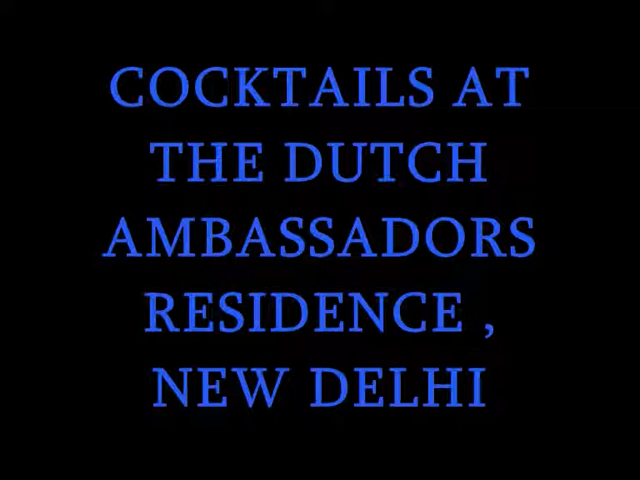 COCKTAILS AT
THE DUTCH
AMBASSADORS
RESIDENCE ,
NEW DELHI